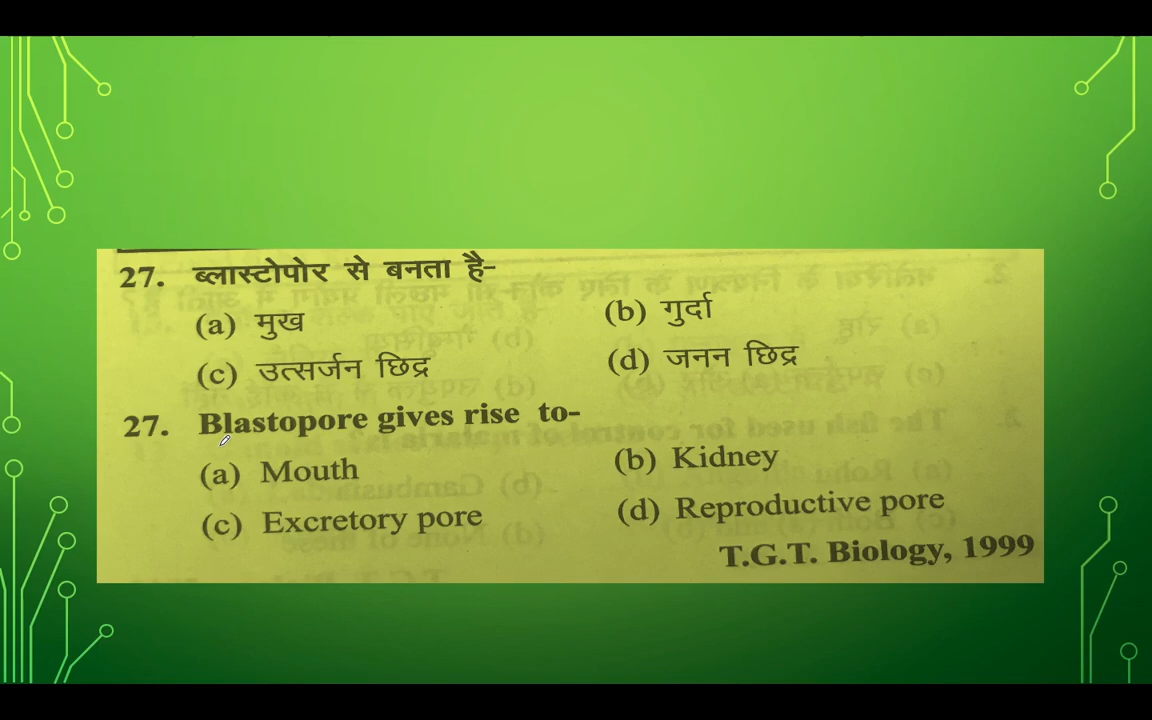 27. ब्लास्टोपोर से बनता है-
(a) मुख (b) गुर्दा
(c) उत्सर्जन छिद्र (d) जनन छिद्र
27. Blastopore gives rise to-
(a) Mouth (b) Kidney
(c) Excretory pore (d) Reproductive pore
T.G.T. Biology, 1999